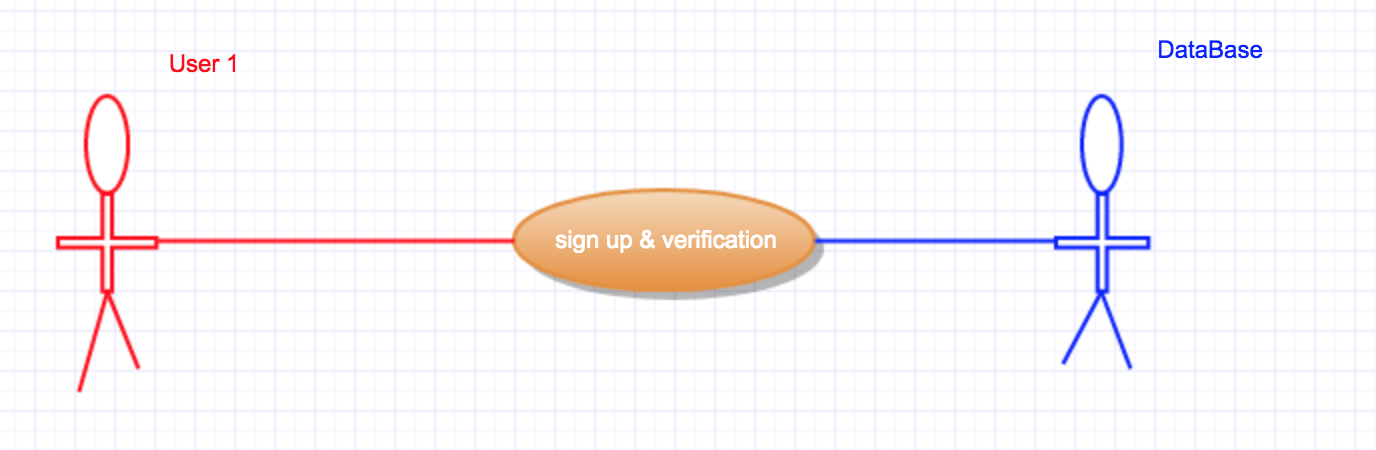 User 1
DataBase
sign up & verification